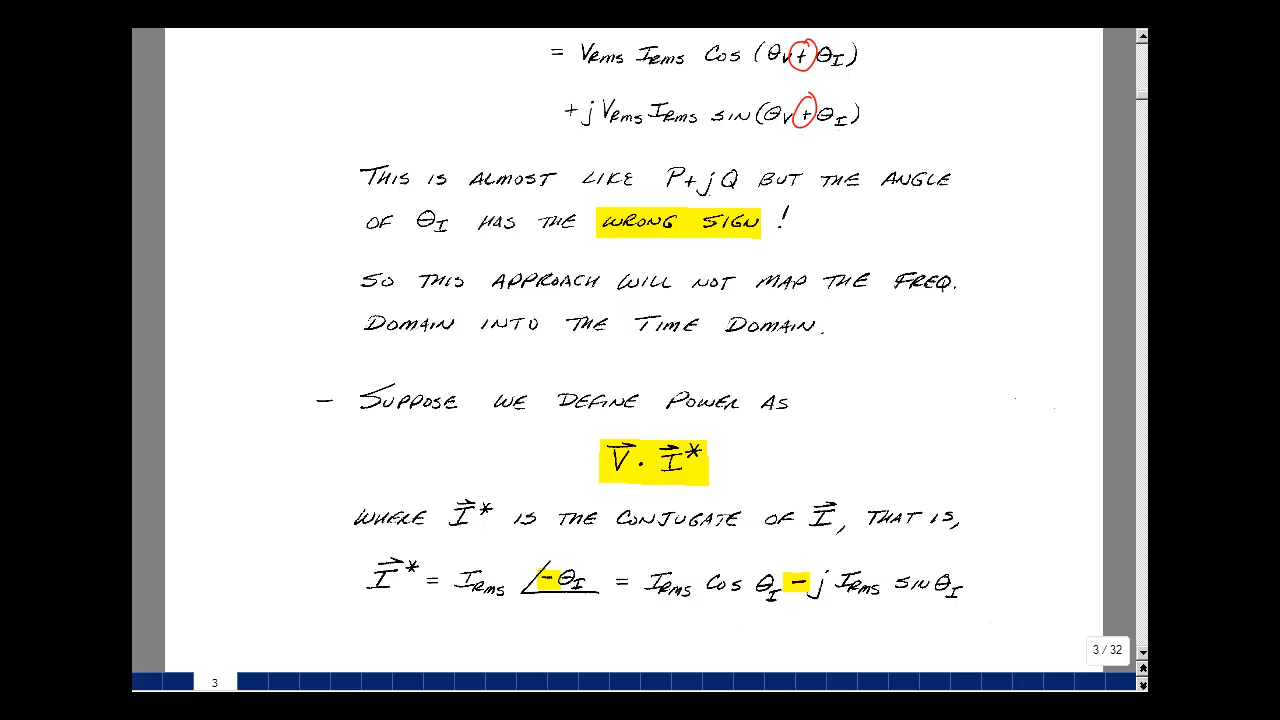 = VRMS IRMS COS (θV + θI)
+ j VRMS IRMS SIN (θV + θI)
THIS IS ALMOST LIKE P+jQ BUT THE ANGLE
OF θI HAS THE WRONG SIGN!
SO THIS APPROACH WILL NOT MAP THE FREQ.
DOMAIN INTO THE TIME DOMAIN.
- SUPPOSE WE DEFINE POWER AS
V⃗ · I⃗*
WHERE I⃗* IS THE CONJUGATE OF I⃗, THAT IS,
I⃗* = IRMS ∠-θI = IRMS COS θI - j IRMS SIN θI
3 / 32
3